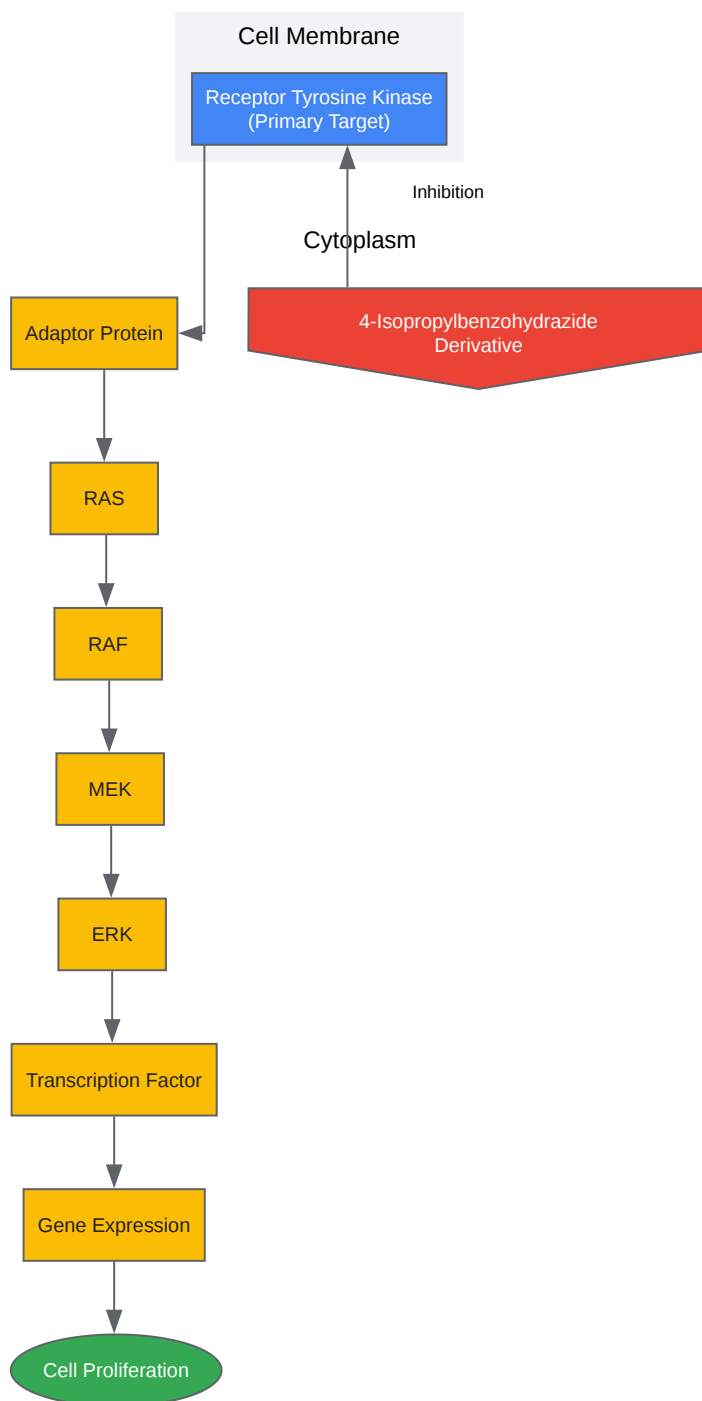 Cell Membrane
Receptor Tyrosine Kinase
(Primary Target)
Inhibition
Cytoplasm
4-Isopropylbenzohydrazide
Derivative
Adaptor Protein
RAS
RAF
MEK
ERK
Transcription Factor
Gene Expression
Cell Proliferation